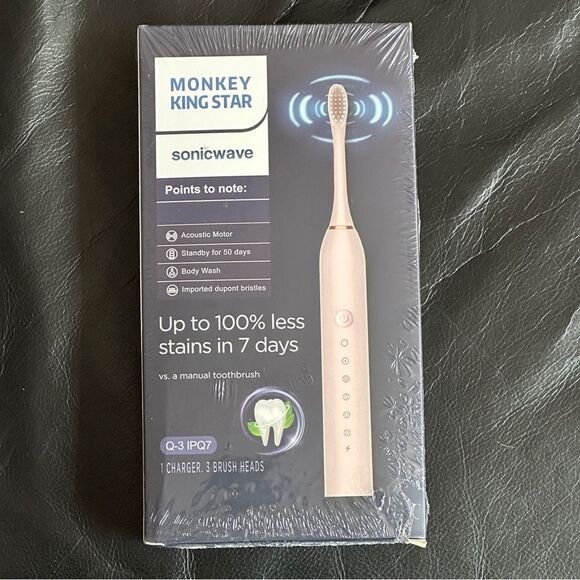 MONKEY
KING STAR
sonicwave
Points to note:
Acoustic Motor
Standby for 50 days
Body Wash
Imported dupont bristles
Up to 100% less
stains in 7 days
vs. a manual toothbrush
Q-3 IPQ7
1 CHARGER. 3 BRUSH HEADS